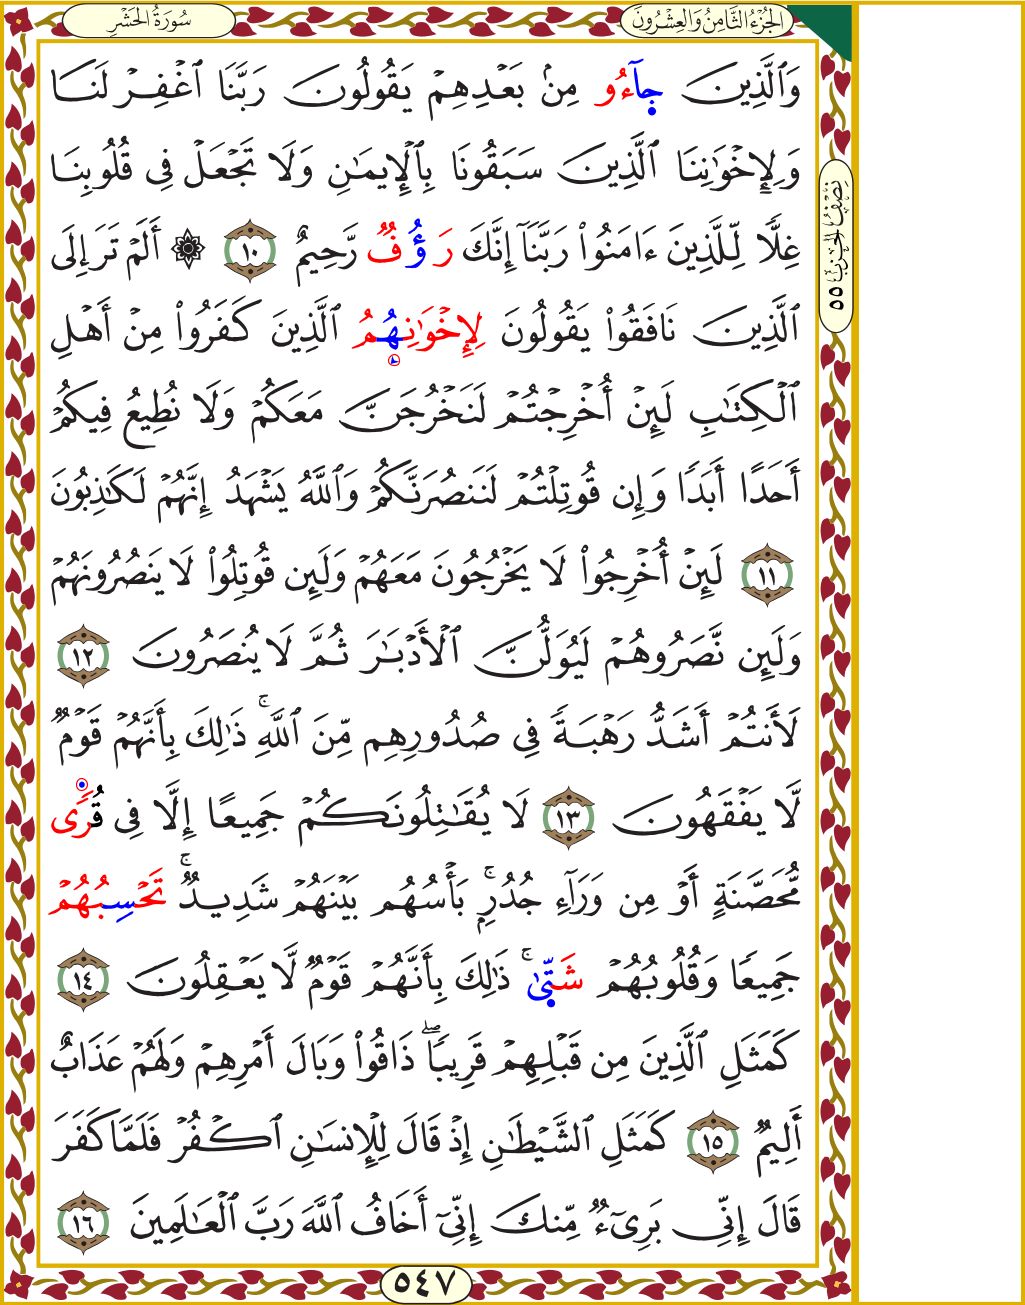 الجُزْءُ الثَّامِنُ وَالعِشْرُونَ
سُورَةُ الحَشْرِ
وَٱلَّذِينَ جِآءُو مِنۢ بَعْدِهِمْ يَقُولُونَ رَبَّنَا ٱغْفِرْ لَنَا
وَلِإِخْوَٰنِنَا ٱلَّذِينَ سَبَقُونَا بِٱلْإِيمَٰنِ وَلَا تَجْعَلْ فِى قُلُوبِنَا
غِلًّا لِّلَّذِينَ ءَامَنُوا۟ رَبَّنَآ إِنَّكَ رَؤُفٌ رَّحِيمٌ ١٠ ۞ أَلَمْ تَرَ إِلَى
ٱلَّذِينَ نَافَقُوا۟ يَقُولُونَ لِإِخْوَٰنِهُمُ ٱلَّذِينَ كَفَرُوا۟ مِنْ أَهْلِ
ٱلْكِتَٰبِ لَئِنْ أُخْرِجْتُمْ لَنَخْرُجَنَّ مَعَكُمْ وَلَا نُطِيعُ فِيكُمْ
أَحَدًا أَبَدًا وَإِن قُوتِلْتُمْ لَنَنصُرَنَّكُمْ وَٱللَّهُ يَشْهَدُ إِنَّهُمْ لَكَٰذِبُونَ
١١ لَئِنْ أُخْرِجُوا۟ لَا يَخْرُجُونَ مَعَهُمْ وَلَئِن قُوتِلُوا۟ لَا يَنصُرُونَهُمْ
وَلَئِن نَّصَرُوهُمْ لَيُوَلُّنَّ ٱلْأَدْبَٰرَ ثُمَّ لَا يُنصَرُونَ ١٢
لَأَنتُمْ أَشَدُّ رَهْبَةً فِى صُدُورِهِم مِّنَ ٱللَّهِ ۚ ذَٰلِكَ بِأَنَّهُمْ قَوْمٌ
لَّا يَفْقَهُونَ ١٣ لَا يُقَٰتِلُونَكُمْ جَمِيعًا إِلَّا فِى قُرًى
مُّحَصَّنَةٍ أَوْ مِن وَرَآءِ جُدُرٍۭ ۚ بَأْسُهُم بَيْنَهُمْ شَدِيدٌ ۚ تَحْسِبُهُمْ
جَمِيعًا وَقُلُوبُهُمْ شَتِّىٰ ۚ ذَٰلِكَ بِأَنَّهُمْ قَوْمٌ لَّا يَعْقِلُونَ ١٤
كَمَثَلِ ٱلَّذِينَ مِن قَبْلِهِمْ قَرِيبًا ۖ ذَاقُوا۟ وَبَالَ أَمْرِهِمْ وَلَهُمْ عَذَابٌ
أَلِيمٌ ١٥ كَمَثَلِ ٱلشَّيْطَٰنِ إِذْ قَالَ لِلْإِنسَٰنِ ٱكْفُرْ فَلَمَّا كَفَرَ
قَالَ إِنِّى بَرِىٓءٌ مِّنكَ إِنِّىٓ أَخَافُ ٱللَّهَ رَبَّ ٱلْعَٰلَمِينَ ١٦
نِصْفُ الحِزْبِ ٥٥
٥٤٧